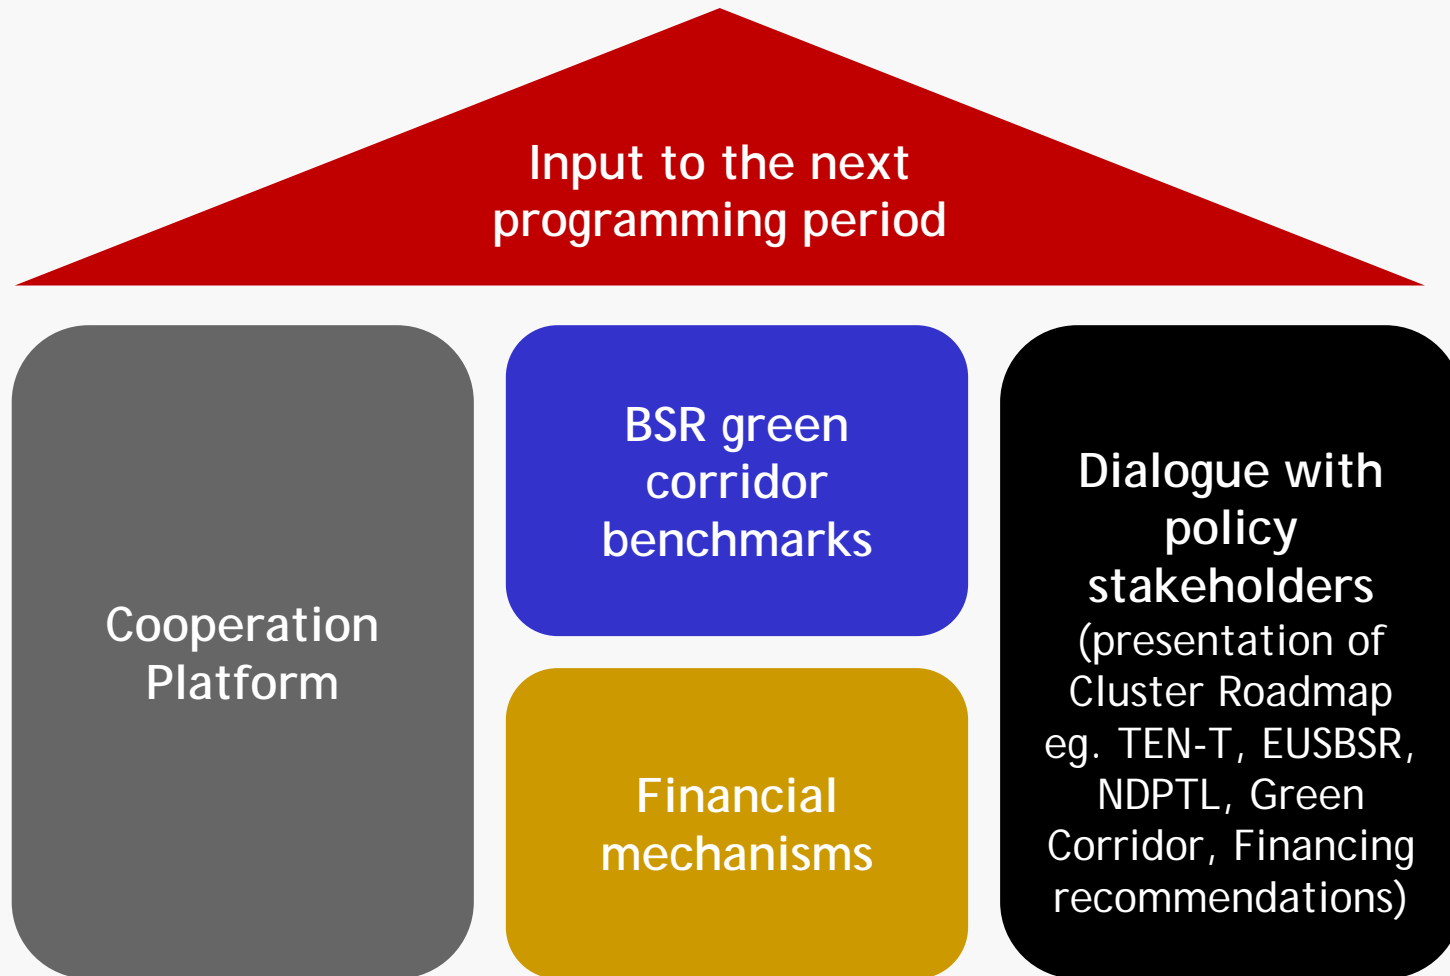 Input to the next
programming period
Cooperation
Platform
BSR green
corridor
benchmarks
Financial
mechanisms
Dialogue with
policy
stakeholders
(presentation of
Cluster Roadmap
eg. TEN-T, EUSBSR,
NDPTL, Green
Corridor, Financing
recommendations)